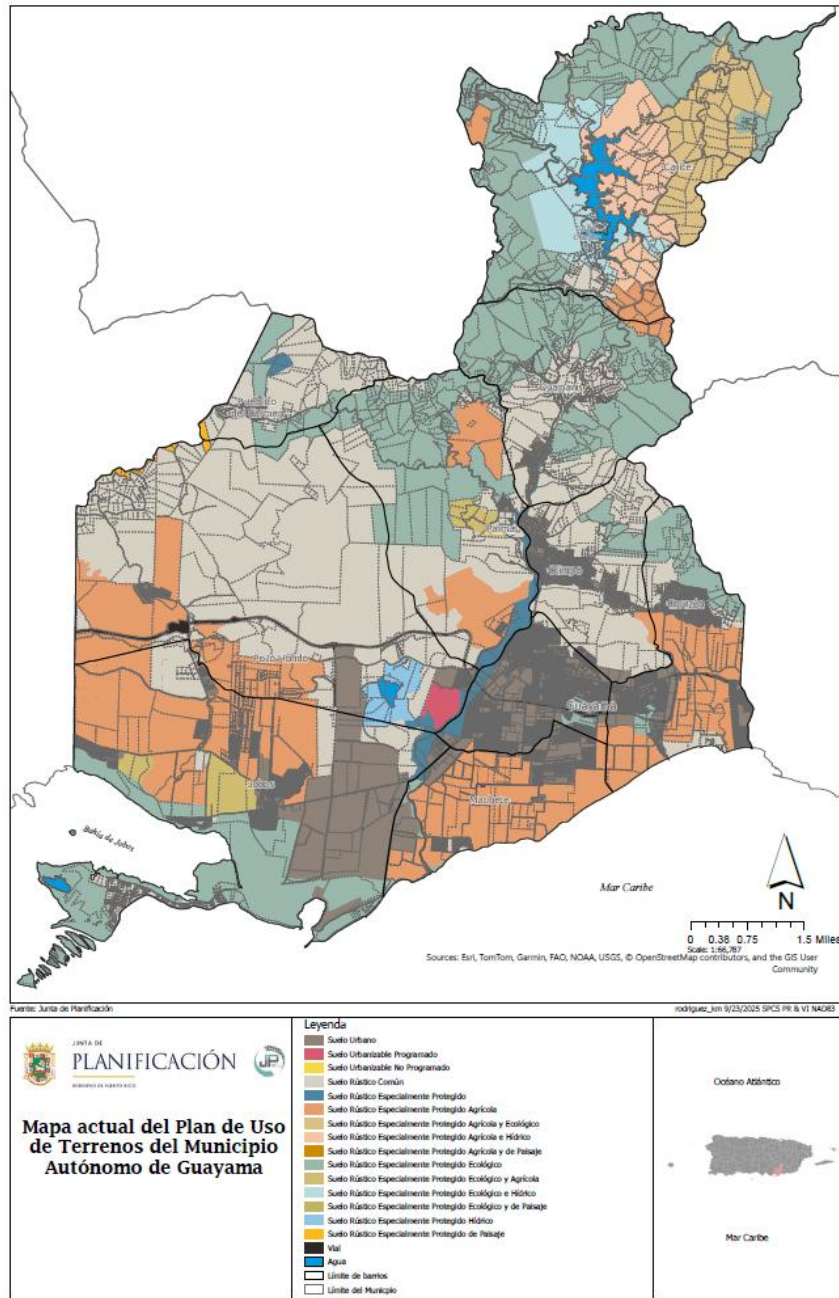 Carite
Guamaní
Pueblito
del Carmen
Palmas
Olimpo
Corazón
Pozo Hondo
Guayama
Jobos
Machete
Bahía de Jobos
Mar Caribe
N
0 0.38 0.75 1.5 Miles
Scale: 1:66,787
Sources: Esri, TomTom, Garmin, FAO, NOAA, USGS, © OpenStreetMap contributors, and the GIS User
Community
Fuente: Junta de Planificación
rodriguez_km 9/23/2025 SPCS PR & VI NAD83
JUNTA DE
PLANIFICACIÓN
GOBIERNO DE PUERTO RICO
JP
Mapa actual del Plan de Uso
de Terrenos del Municipio
Autónomo de Guayama
Leyenda
Suelo Urbano
Suelo Urbanizable Programado
Suelo Urbanizable No Programado
Suelo Rústico Común
Suelo Rústico Especialmente Protegido
Suelo Rústico Especialmente Protegido Agrícola
Suelo Rústico Especialmente Protegido Agrícola y Ecológico
Suelo Rústico Especialmente Protegido Agrícola e Hídrico
Suelo Rústico Especialmente Protegido Agrícola y de Paisaje
Suelo Rústico Especialmente Protegido Ecológico
Suelo Rústico Especialmente Protegido Ecológico y Agrícola
Suelo Rústico Especialmente Protegido Ecológico e Hídrico
Suelo Rústico Especialmente Protegido Ecológico y de Paisaje
Suelo Rústico Especialmente Protegido Hídrico
Suelo Rústico Especialmente Protegido de Paisaje
Vial
Agua
Límite de barrios
Límite del Municpio
Océano Atlántico
Mar Caribe